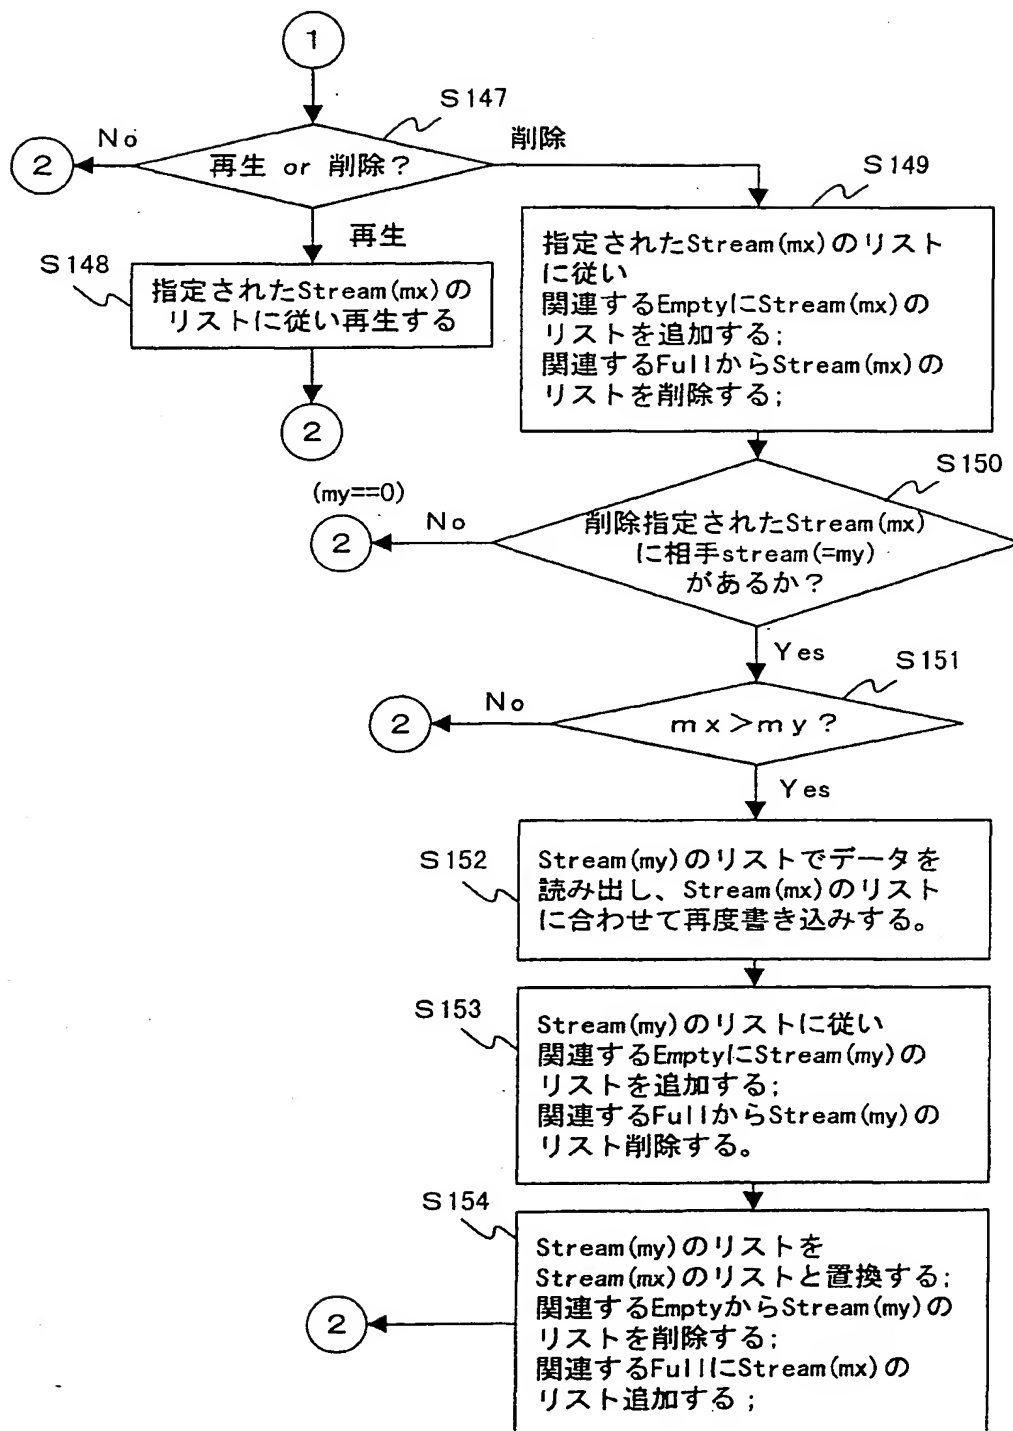 1
S147
No
2
再生 or 削除?
削除
再生
S149
指定されたStream(mx)のリスト
に従い
関連するEmptyにStream(mx)の
リストを追加する;
関連するFullからStream(mx)の
リストを削除する;
S148
指定されたStream(mx)の
リストに従い再生する
2
S150
(my==0)
2
No
削除指定されたStream(mx)
に相手stream(=my)
があるか?
Yes
S151
2
No
mx>my?
Yes
S152
Stream(my)のリストでデータを
読み出し、Stream(mx)のリスト
に合わせて再度書き込みする。
S153
Stream(my)のリストに従い
関連するEmptyにStream(my)の
リストを追加する;
関連するFullからStream(my)の
リスト削除する。
S154
Stream(my)のリストを
Stream(mx)のリストと置換する;
関連するEmptyからStream(my)の
リストを削除する;
関連するFullにStream(mx)の
リスト追加する;
2